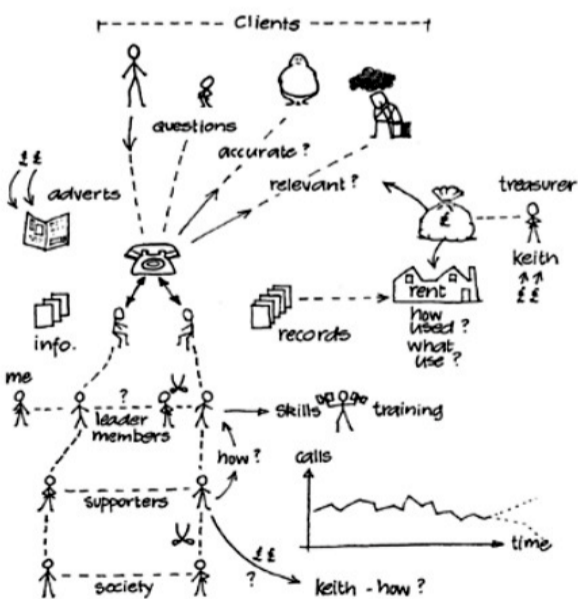 Clients
questions
accurate?
relevant?
££
adverts
£
treasurer
keith
££
rent
how
used?
what
use?
info.
records
me
?
leader
members
skills
training
how?
calls
supporters
time
££
?
society
keith - how?